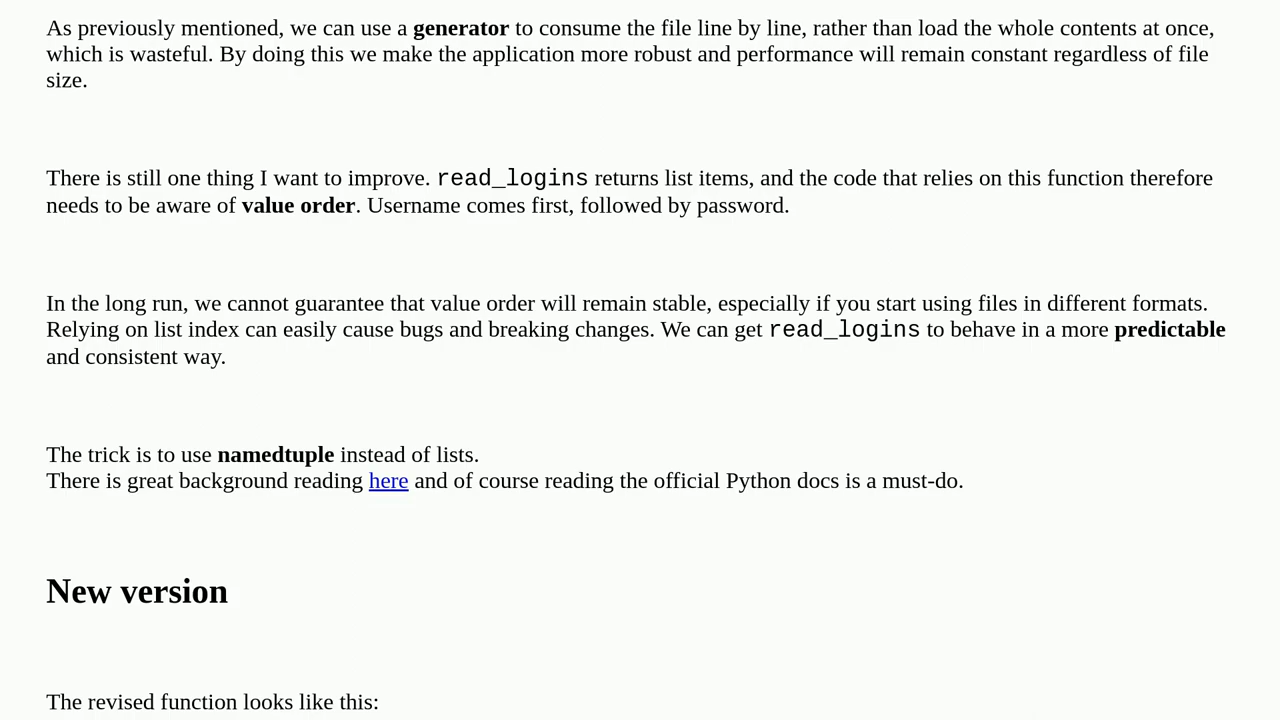 As previously mentioned, we can use a generator to consume the file line by line, rather than load the whole contents at once,
which is wasteful. By doing this we make the application more robust and performance will remain constant regardless of file
size.
There is still one thing I want to improve. read_logins returns list items, and the code that relies on this function therefore
needs to be aware of value order. Username comes first, followed by password.
In the long run, we cannot guarantee that value order will remain stable, especially if you start using files in different formats.
Relying on list index can easily cause bugs and breaking changes. We can get read_logins to behave in a more predictable
and consistent way.
The trick is to use namedtuple instead of lists.
There is great background reading here and of course reading the official Python docs is a must-do.
New version
The revised function looks like this: